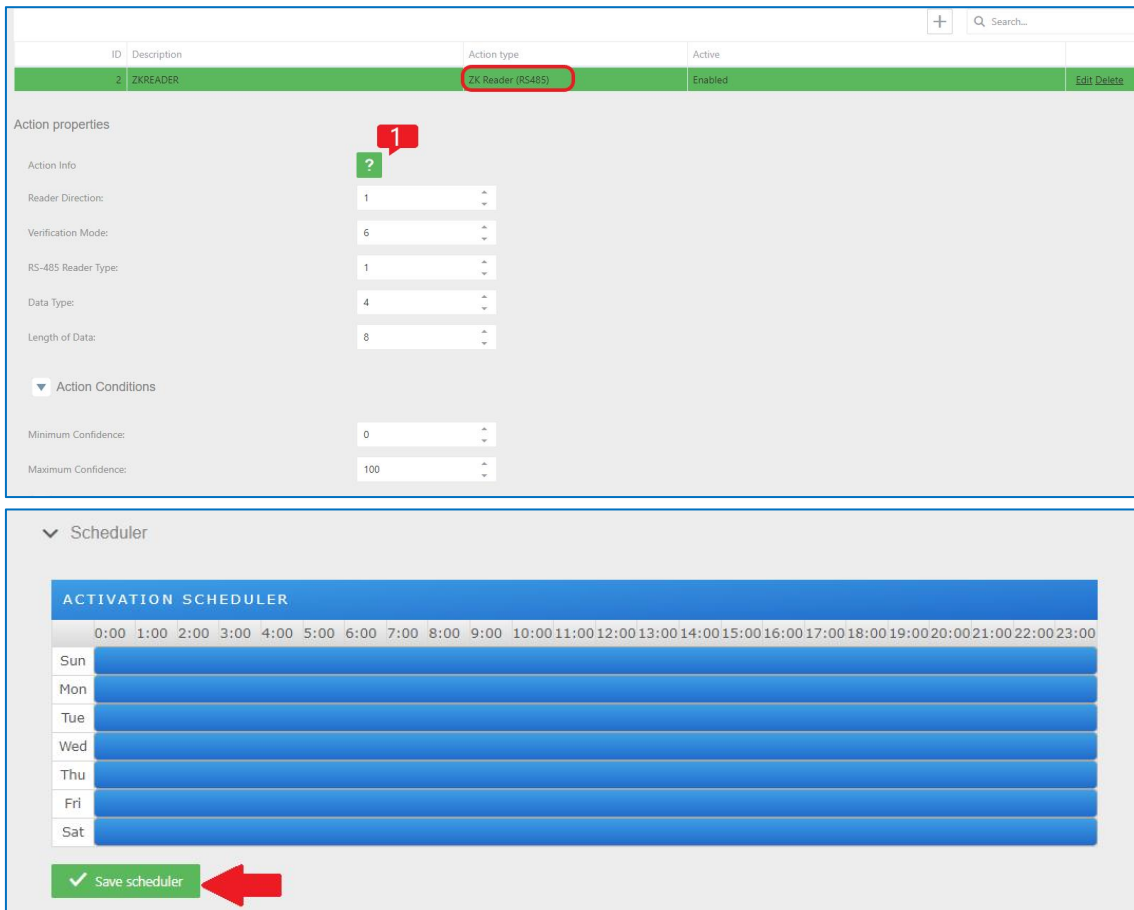 + Search...
ID Description Action type Active
2 ZKREADER ZK Reader (RS485) Enabled Edit Delete
Action properties
1
Action Info ?
Reader Direction: 1
Verification Mode: 6
RS-485 Reader Type: 1
Data Type: 4
Length of Data: 8
Action Conditions
Minimum Confidence: 0
Maximum Confidence: 100
Scheduler
ACTIVATION SCHEDULER
0:00 1:00 2:00 3:00 4:00 5:00 6:00 7:00 8:00 9:00 10:00 11:00 12:00 13:00 14:00 15:00 16:00 17:00 18:00 19:00 20:00 21:00 22:00 23:00
Sun
Mon
Tue
Wed
Thu
Fri
Sat
Save scheduler